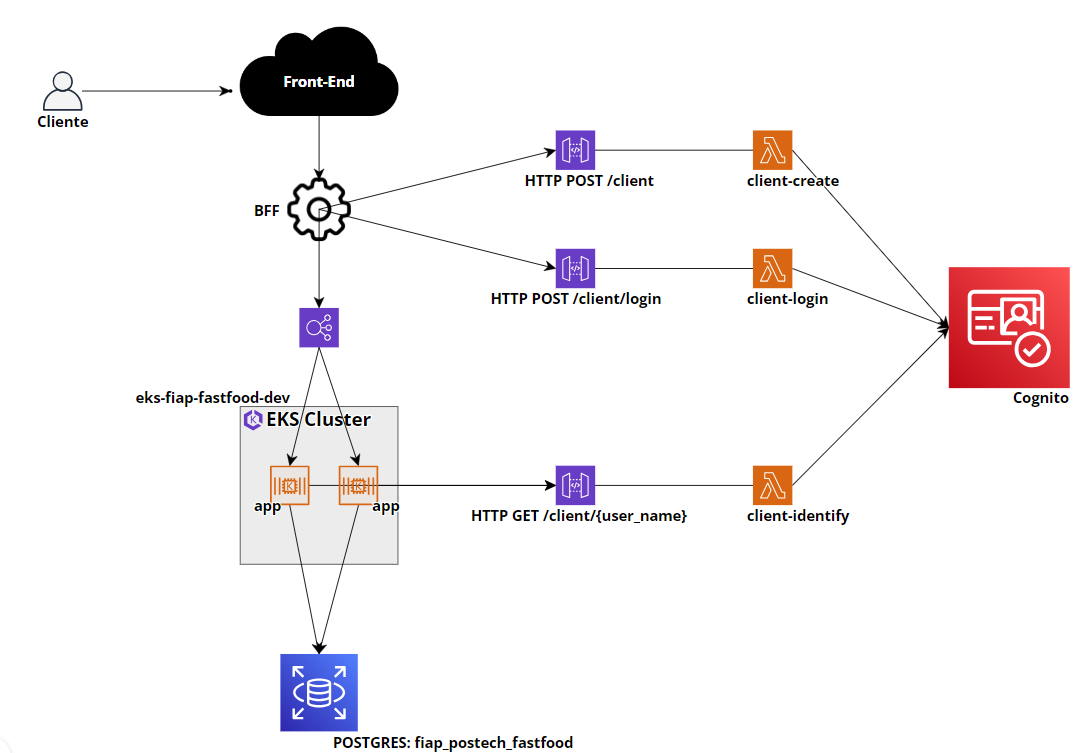 Front-End
Cliente
HTTP POST /client
client-create
BFF
HTTP POST /client/login
client-login
eks-fiap-fastfood-dev
EKS Cluster
Cognito
app
app
HTTP GET /client/{user_name}
client-identify
POSTGRES: fiap_postech_fastfood